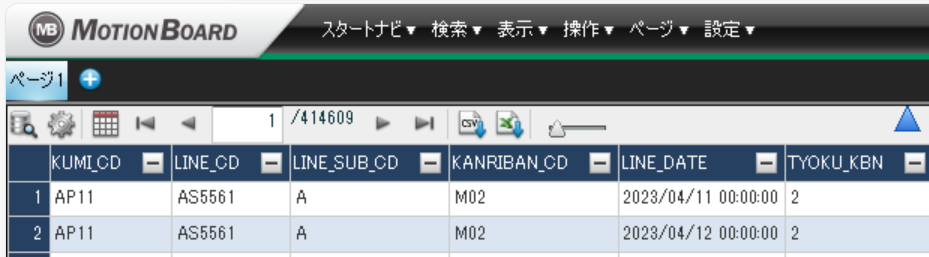 MB MOTIONBOARD スタートナビ▼ 検索▼ 表示▼ 操作▼ ページ▼ 設定▼
ページ1
1 /414609 CSV
KUMI_CD LINE_CD LINE_SUB_CD KANRIBAN_CD LINE_DATE TYOKU_KBN
1 AP11 AS5561 A M02 2023/04/11 00:00:00 2
2 AP11 AS5561 A M02 2023/04/12 00:00:00 2